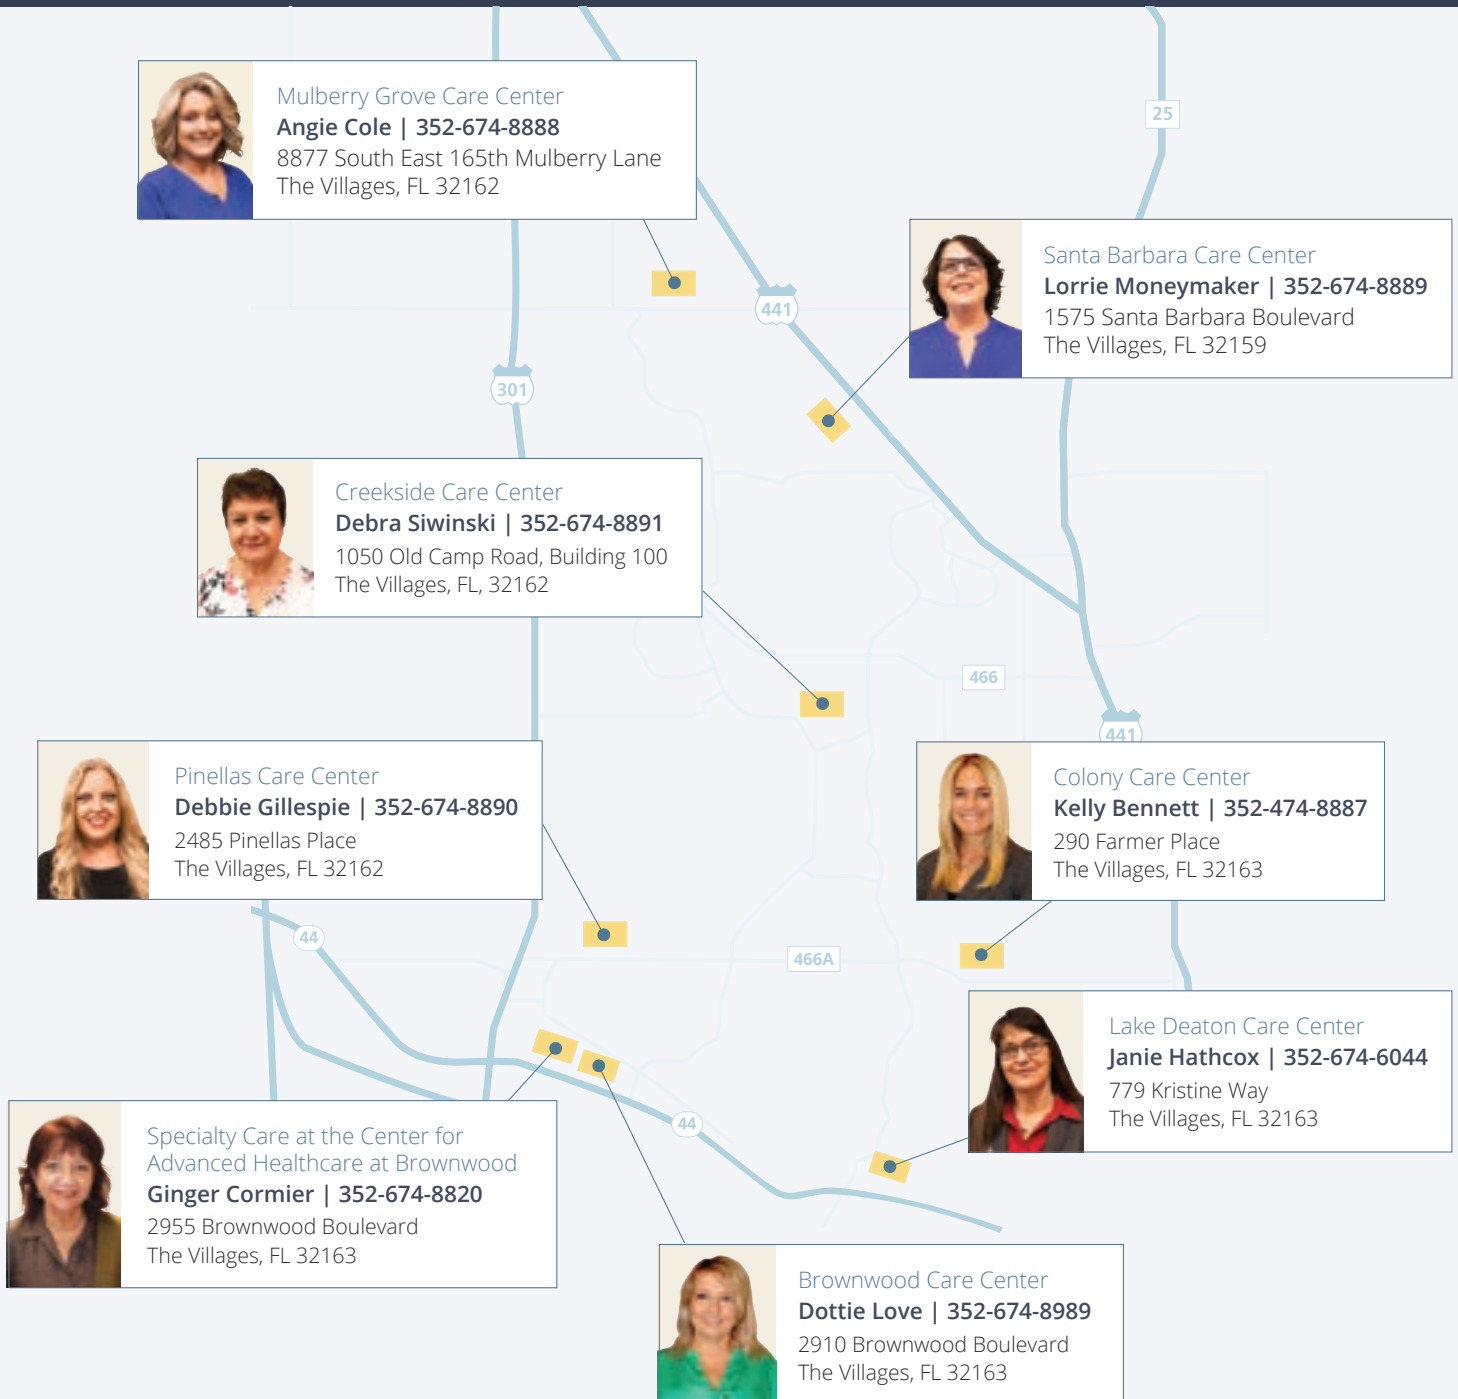 25
Mulberry Grove Care Center
Angie Cole | 352-674-8888
8877 South East 165th Mulberry Lane
The Villages, FL 32162
Santa Barbara Care Center
Lorrie Moneymaker | 352-674-8889
1575 Santa Barbara Boulevard
The Villages, FL 32159
441
301
Creekside Care Center
Debra Siwinski | 352-674-8891
1050 Old Camp Road, Building 100
The Villages, FL, 32162
466
441
Pinellas Care Center
Debbie Gillespie | 352-674-8890
2485 Pinellas Place
The Villages, FL 32162
Colony Care Center
Kelly Bennett | 352-474-8887
290 Farmer Place
The Villages, FL 32163
44
466A
Lake Deaton Care Center
Janie Hathcox | 352-674-6044
779 Kristine Way
The Villages, FL 32163
44
Specialty Care at the Center for
Advanced Healthcare at Brownwood
Ginger Cormier | 352-674-8820
2955 Brownwood Boulevard
The Villages, FL 32163
Brownwood Care Center
Dottie Love | 352-674-8989
2910 Brownwood Boulevard
The Villages, FL 32163